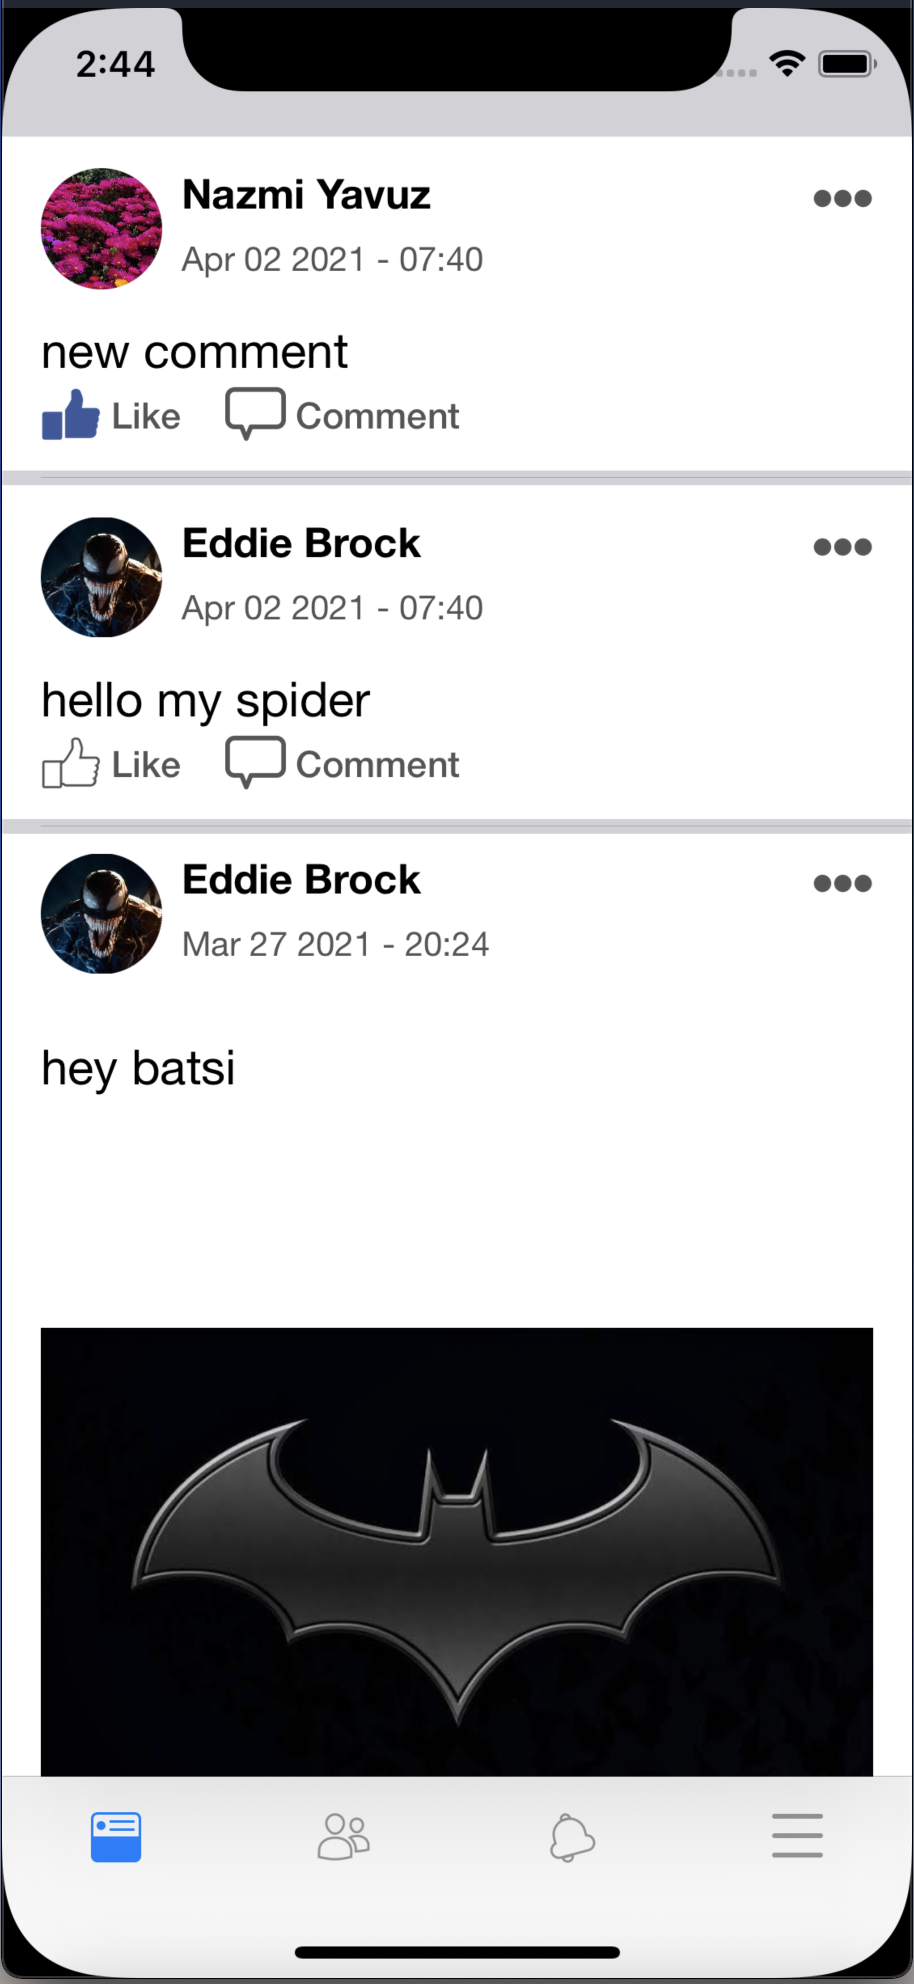 2:44
Nazmi Yavuz
Apr 02 2021 - 07:40
new comment
Like Comment
Eddie Brock
Apr 02 2021 - 07:40
hello my spider
Like Comment
Eddie Brock
Mar 27 2021 - 20:24
hey batsi